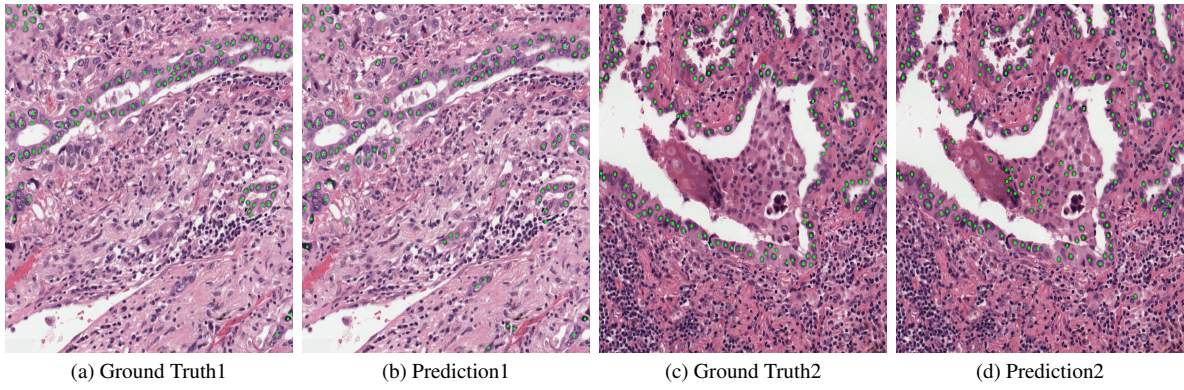 (a) Ground Truth1
(b) Prediction1
(c) Ground Truth2
(d) Prediction2